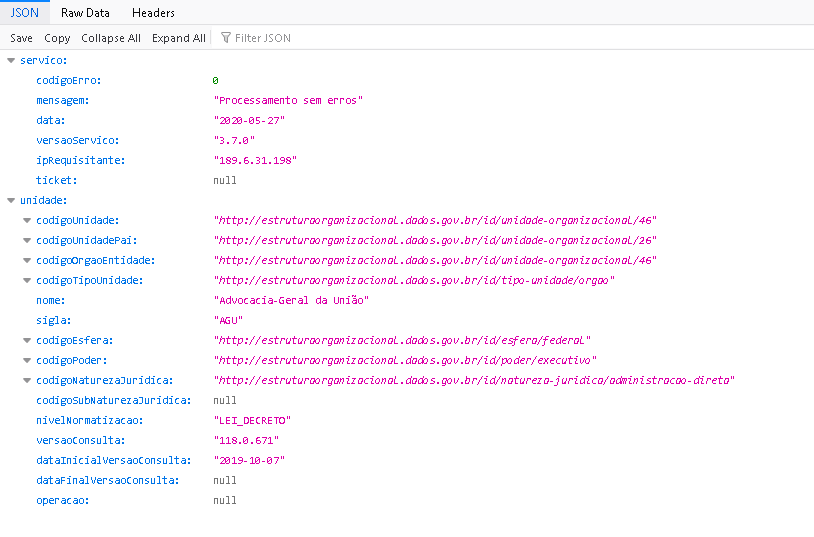 JSON Raw Data Headers
Save Copy Collapse All Expand All Filter JSON
servico:
codigoErro: 0
mensagem: "Processamento sem erros"
data: "2020-05-27"
versaoServico: "3.7.0"
ipRequisitante: "189.6.31.198"
ticket: null
unidade:
codigoUnidade: "http://estruturaorganizacional.dados.gov.br/id/unidade-organizacional/46"
codigoUnidadePai: "http://estruturaorganizacional.dados.gov.br/id/unidade-organizacional/26"
codigoOrgaoEntidade: "http://estruturaorganizacional.dados.gov.br/id/unidade-organizacional/46"
codigoTipoUnidade: "http://estruturaorganizacional.dados.gov.br/id/tipo-unidade/orgao"
nome: "Advocacia-Geral da União"
sigla: "AGU"
codigoEsfera: "http://estruturaorganizacional.dados.gov.br/id/esfera/federal"
codigoPoder: "http://estruturaorganizacional.dados.gov.br/id/poder/executivo"
codigoNaturezaJuridica: "http://estruturaorganizacional.dados.gov.br/id/natureza-juridica/administracao-direta"
codigoSubNaturezaJuridica: null
nivelNormatizacao: "LEI_DECRETO"
versaoConsulta: "118.0.671"
dataInicialVersaoConsulta: "2019-10-07"
dataFinalVersaoConsulta: null
operacao: null